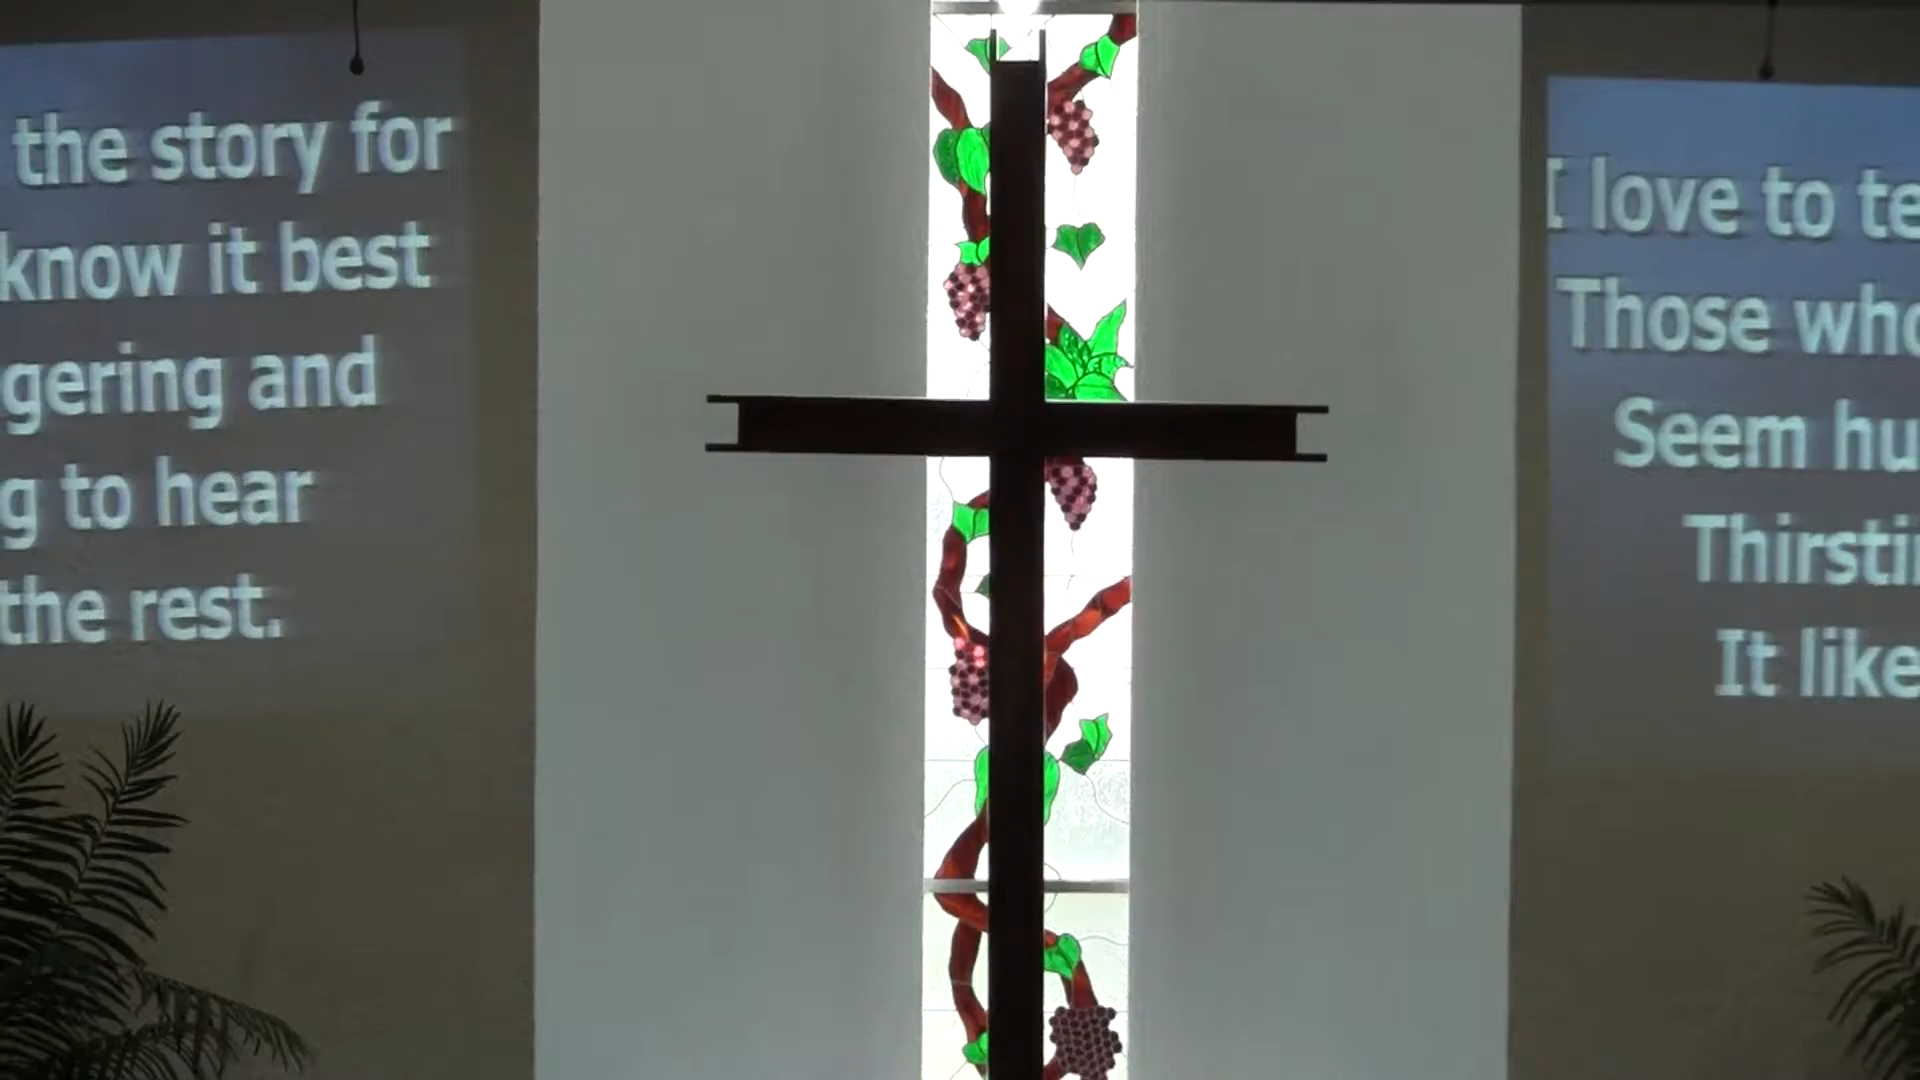 the story for
know it best
gering and
g to hear
the rest.
I love to te
Those who
Seem hu
Thirsti
It like